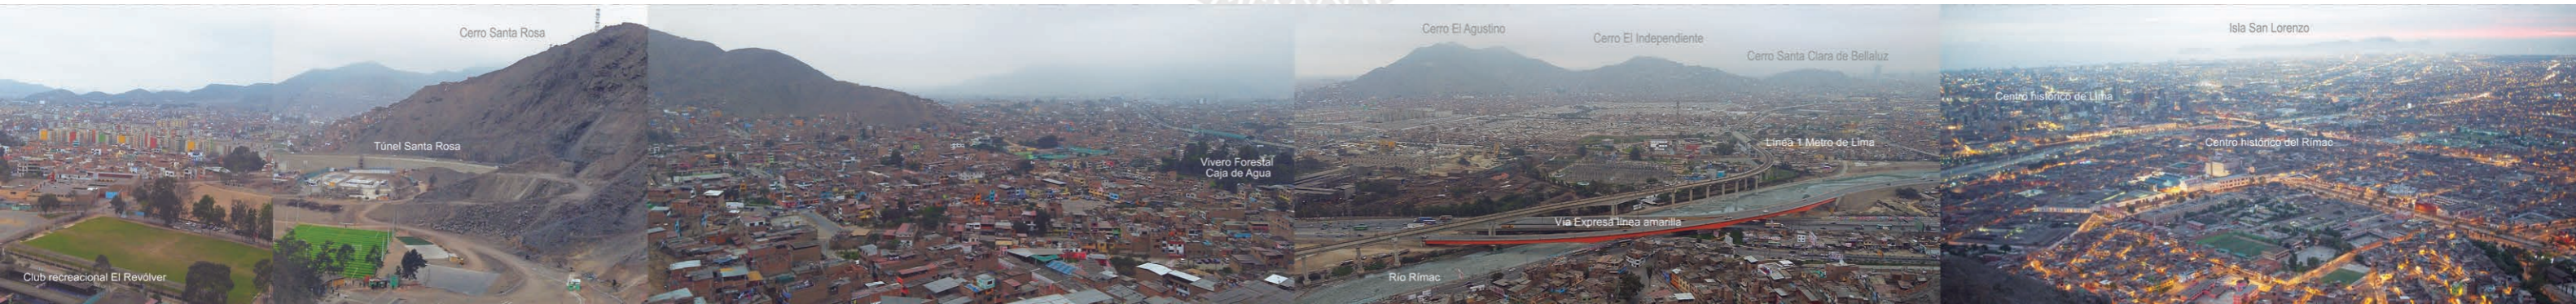 Cerro Santa Rosa
Túnel Santa Rosa
Club recreacional El Revólver
Vivero Forestal
Caja de Agua
Cerro El Agustino
Cerro El Independiente
Cerro Santa Clara de Bellaluz
Línea 1 Metro de Lima
Vía Expresa línea amarilla
Río Rímac
Isla San Lorenzo
Centro histórico de Lima
Centro histórico del Rímac